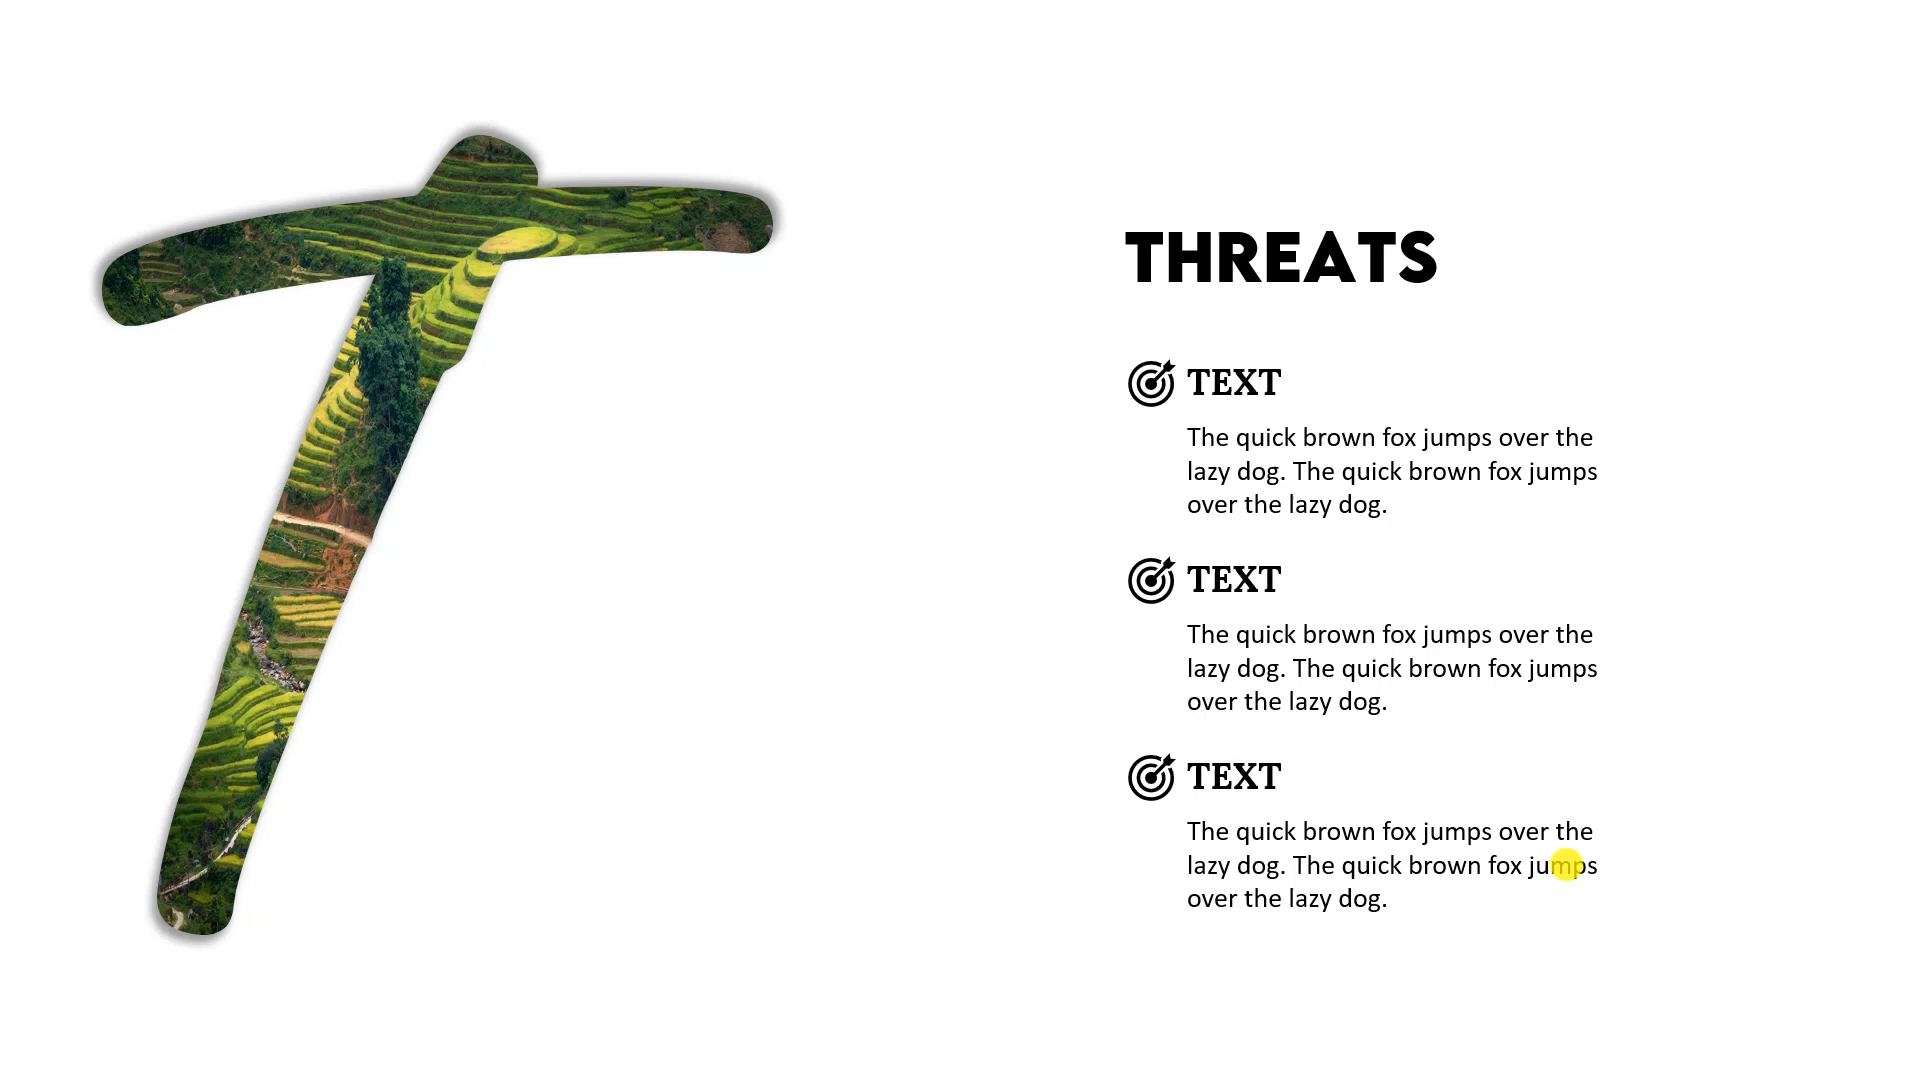 T
THREATS
TEXT
The quick brown fox jumps over the
lazy dog. The quick brown fox jumps
over the lazy dog.
TEXT
The quick brown fox jumps over the
lazy dog. The quick brown fox jumps
over the lazy dog.
TEXT
The quick brown fox jumps over the
lazy dog. The quick brown fox jumps
over the lazy dog.